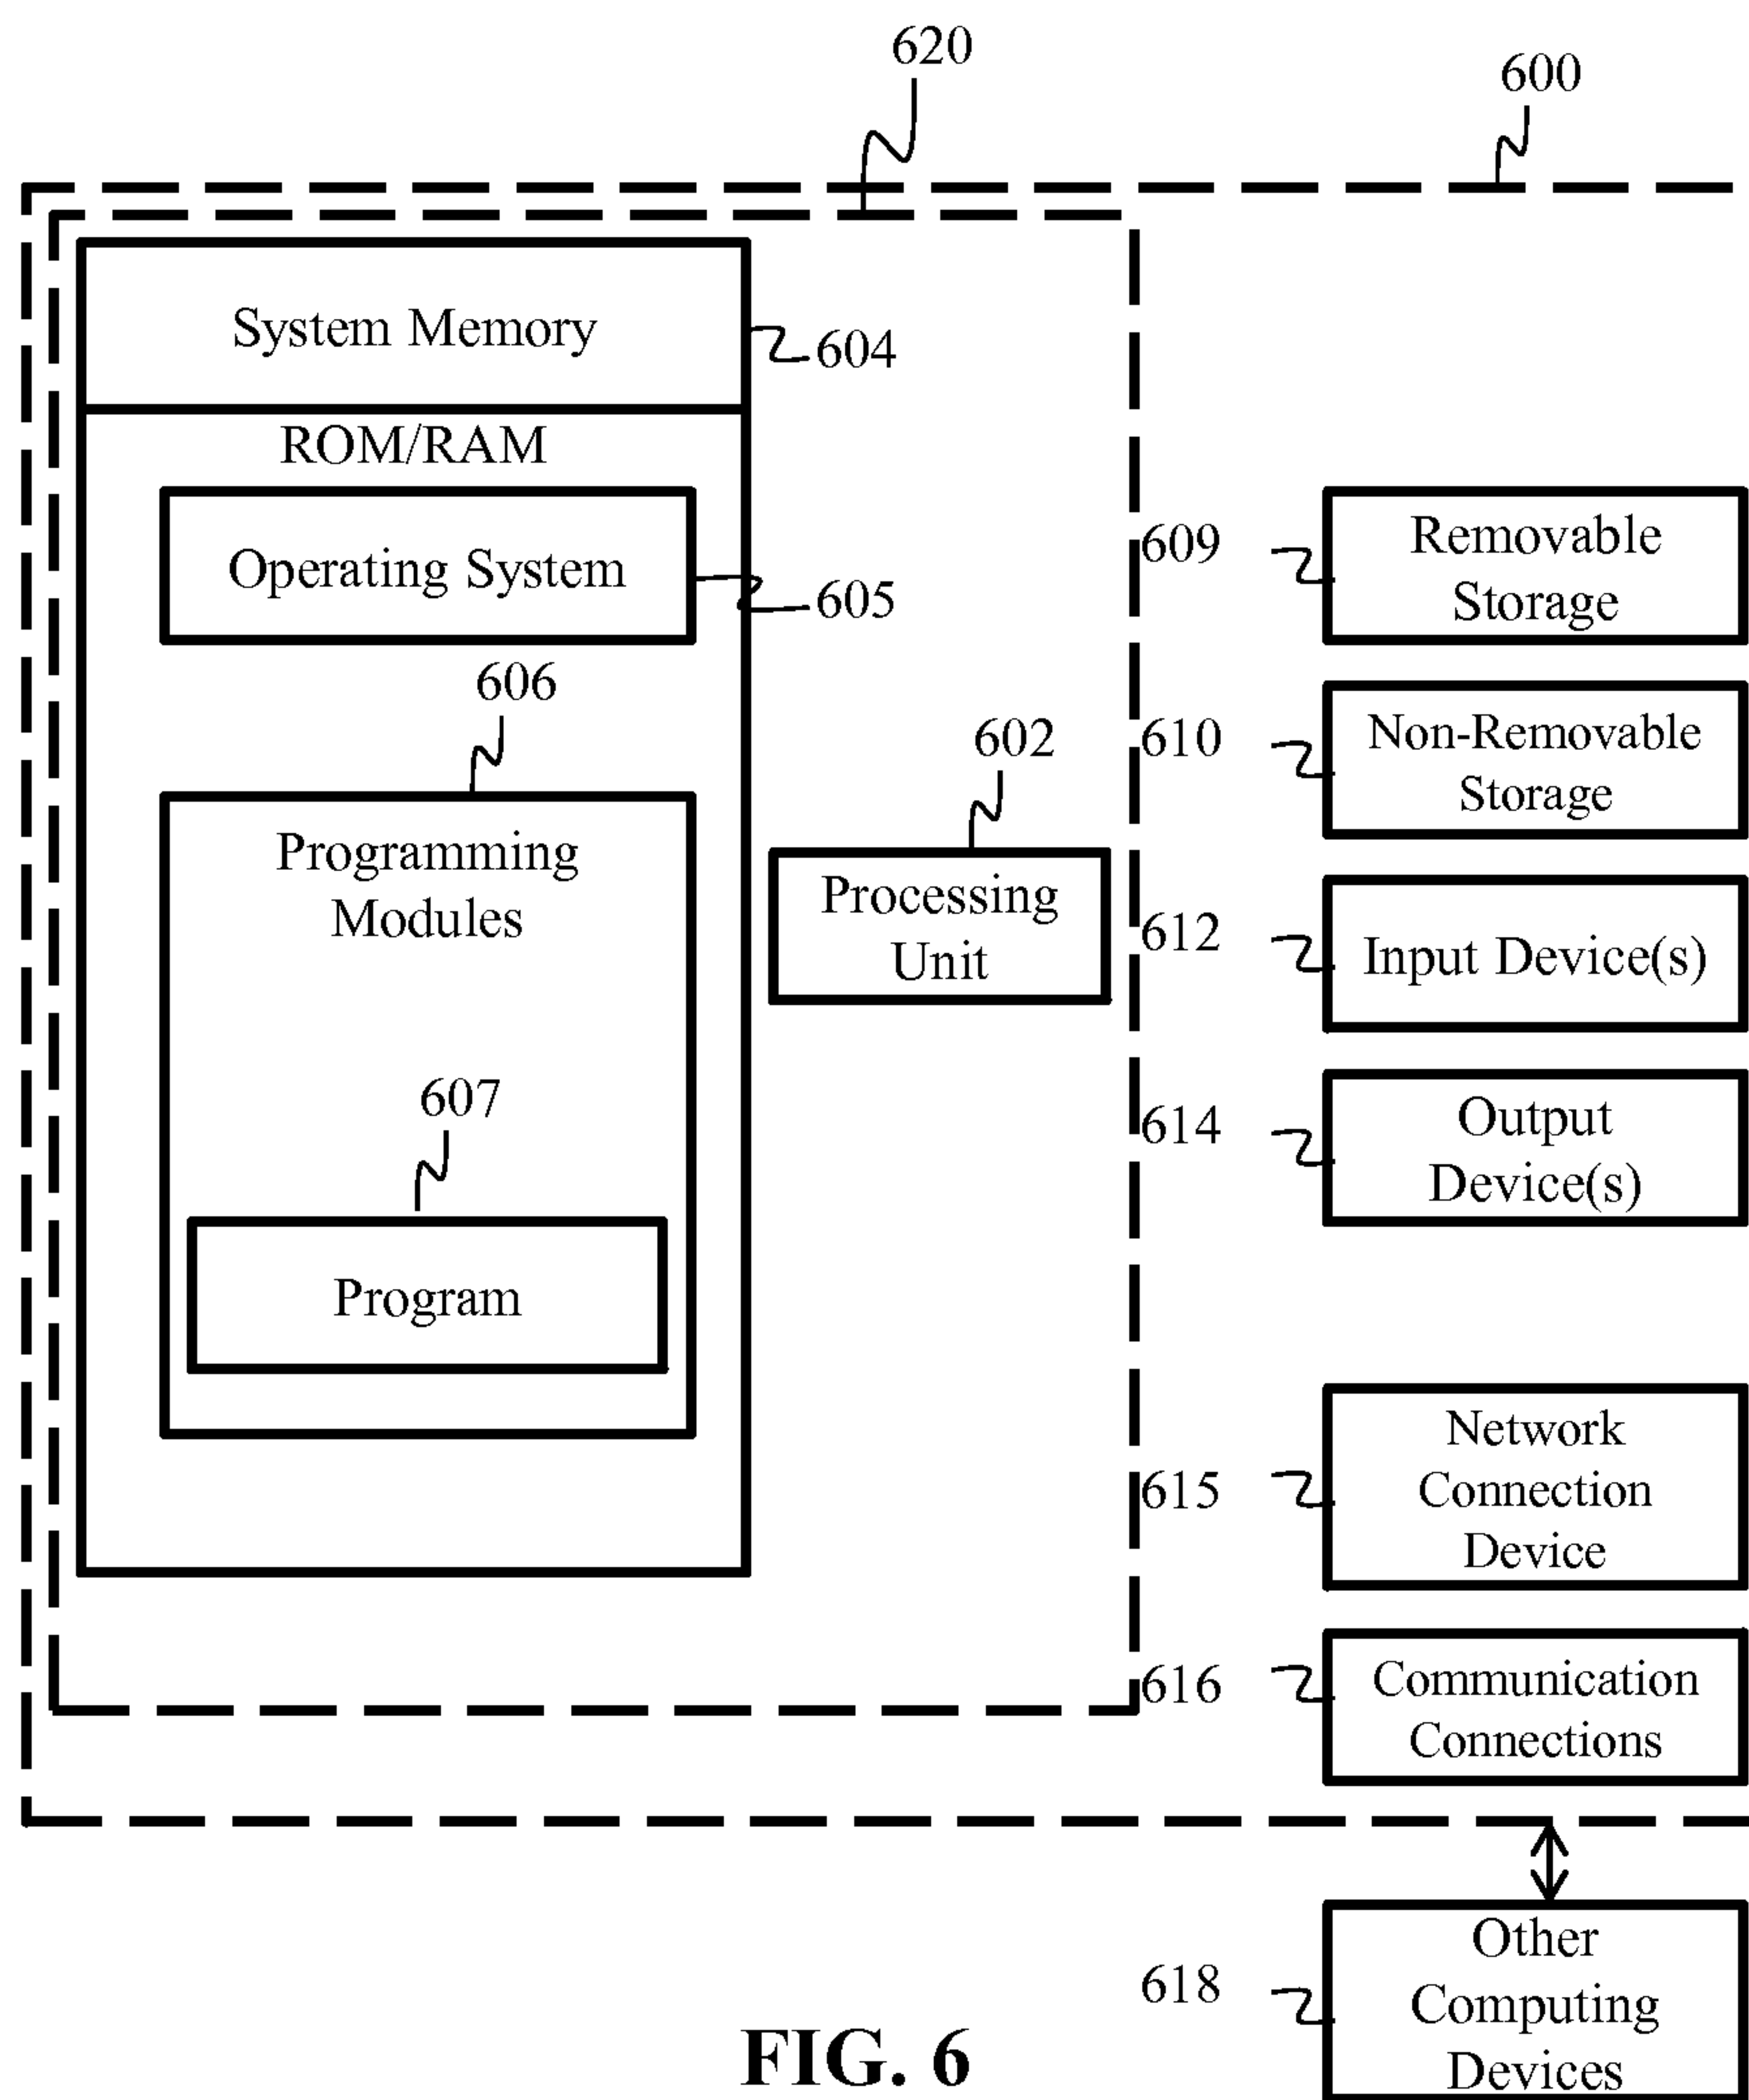 620
600
System Memory
604
ROM/RAM
Operating System
605
606
Programming
Modules
607
Program
602
Processing
Unit
609
Removable
Storage
610
Non-Removable
Storage
612
Input Device(s)
614
Output
Device(s)
615
Network
Connection
Device
616
Communication
Connections
618
Other
Computing
Devices
FIG. 6